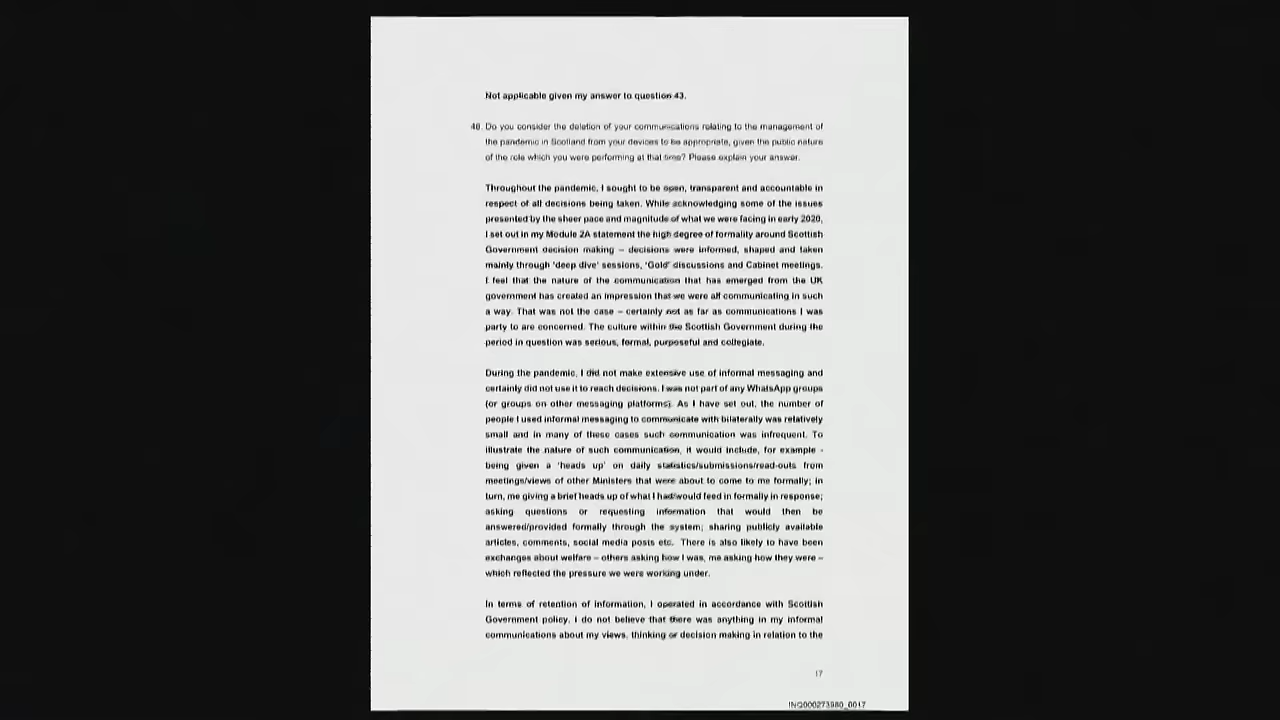 Not applicable given my answer to question 43.
46. Do you consider the deletion of your communications relating to the management of
the pandemic in Scotland from your devices to be appropriate, given the public nature
of the role which you were performing at that time? Please explain your answer.
Throughout the pandemic, I sought to be open, transparent and accountable in
respect of all decisions being taken. While acknowledging some of the issues
presented by the sheer pace and magnitude of what we were facing in early 2020,
I set out in my Module 2A statement the high degree of formality around Scottish
Government decision making – decisions were informed, shaped and taken
mainly through 'deep dive' sessions, 'Gold' discussions and Cabinet meetings.
I feel that the nature of the communication that has emerged from the UK
government has created an impression that we were all communicating in such
a way. That was not the case – certainly not as far as communications I was
party to are concerned. The culture within the Scottish Government during the
period in question was serious, formal, purposeful and collegiate.
During the pandemic, I did not make extensive use of informal messaging and
certainly did not use it to reach decisions. I was not part of any WhatsApp groups
(or groups on other messaging platforms). As I have set out, the number of
people I used informal messaging to communicate with bilaterally was relatively
small and in many of these cases such communication was infrequent. To
illustrate the nature of such communication, it would include, for example -
being given a 'heads up' on daily statistics/submissions/read-outs from
meetings/views of other Ministers that were about to come to me formally; in
turn, me giving a brief heads up of what I had/would feed in formally in response;
asking questions or requesting information that would then be
answered/provided formally through the system; sharing publicly available
articles, comments, social media posts etc. There is also likely to have been
exchanges about welfare – others asking how I was, me asking how they were –
which reflected the pressure we were working under.
In terms of retention of information, I operated in accordance with Scottish
Government policy. I do not believe that there was anything in my informal
communications about my views, thinking or decision making in relation to the
17
INQ000273980_0017